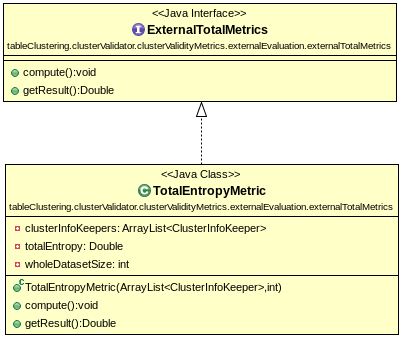 <<Java Interface>>
ExternalTotalMetrics
tableClustering.clusterValidator.clusterValidityMetrics.externalEvaluation.externalTotalMetrics
compute():void
getResult():Double
<<Java Class>>
TotalEntropyMetric
tableClustering.clusterValidator.clusterValidityMetrics.externalEvaluation.externalTotalMetrics
clusterInfoKeepers: ArrayList<ClusterInfoKeeper>
totalEntropy: Double
wholeDatasetSize: int
TotalEntropyMetric(ArrayList<ClusterInfoKeeper>,int)
compute():void
getResult():Double